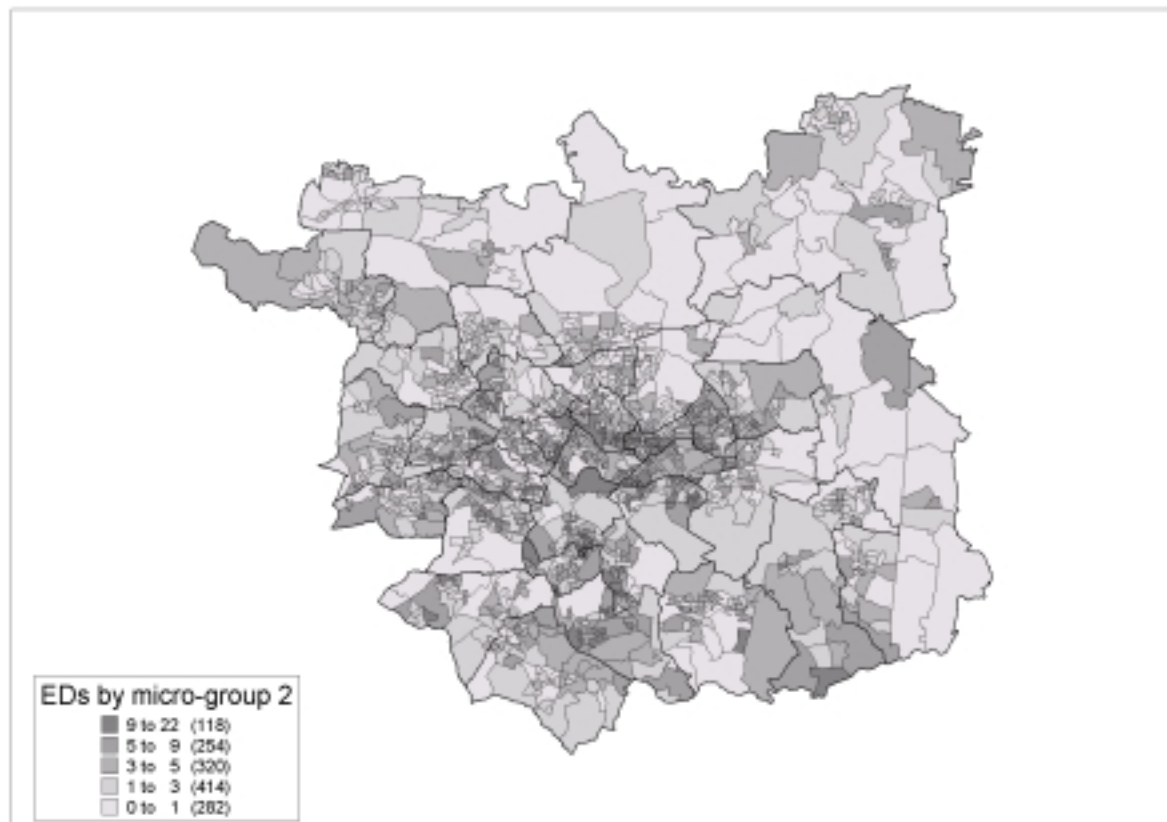 EDs by micro-group 2
9 to 22 (118)
5 to 9 (254)
3 to 5 (320)
1 to 3 (414)
0 to 1 (282)